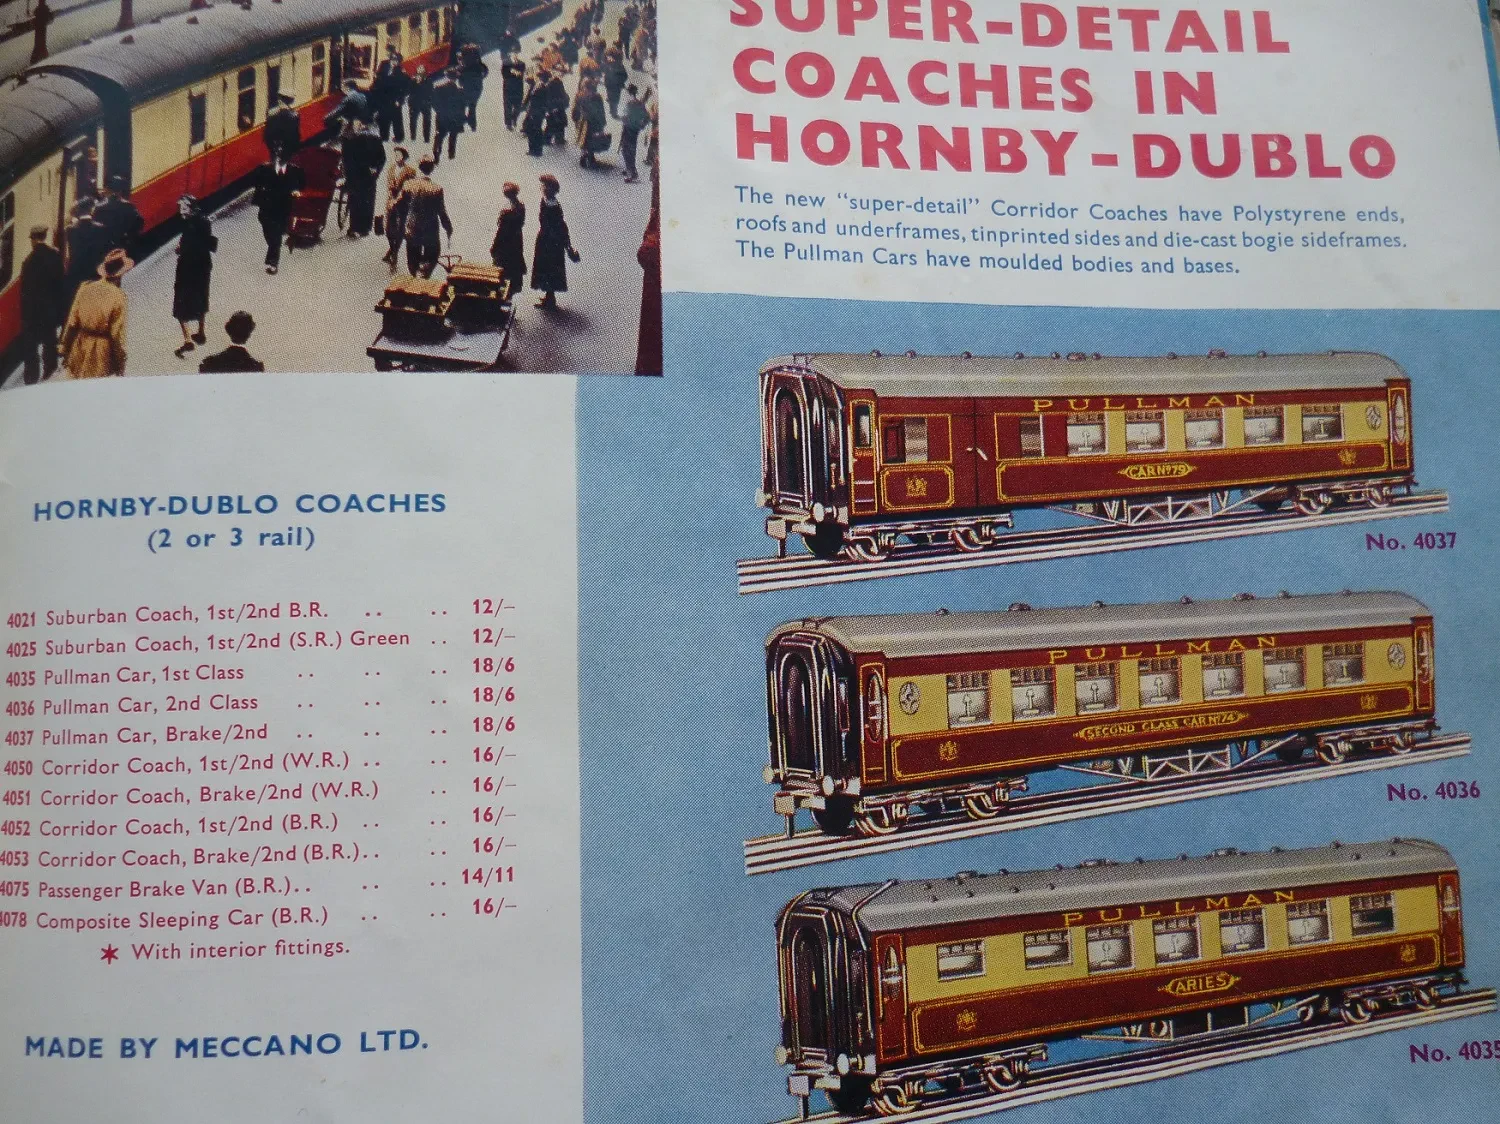 SUPER-DETAIL
COACHES IN
HORNBY-DUBLO
The new "super-detail" Corridor Coaches have Polystyrene ends,
roofs and underframes, tinprinted sides and die-cast bogie sideframes.
The Pullman Cars have moulded bodies and bases.
HORNBY-DUBLO COACHES
(2 or 3 rail)
4021 Suburban Coach, 1st/2nd B.R. .. .. 12/-
4025 Suburban Coach, 1st/2nd (S.R.) Green .. 12/-
4035 Pullman Car, 1st Class .. .. .. 18/6
4036 Pullman Car, 2nd Class .. .. .. 18/6
4037 Pullman Car, Brake/2nd .. .. .. 18/6
4050 Corridor Coach, 1st/2nd (W.R.) .. .. 16/-
4051 Corridor Coach, Brake/2nd (W.R.) .. 16/-
4052 Corridor Coach, 1st/2nd (B.R.) .. .. 16/-
4053 Corridor Coach, Brake/2nd (B.R.).. .. 16/-
4075 Passenger Brake Van (B.R.).. .. .. 14/11
4078 Composite Sleeping Car (B.R.) .. .. 16/-
✶ With interior fittings.
MADE BY MECCANO LTD.
PULLMAN
CAR Nº 79
No. 4037
PULLMAN
SECOND CLASS CAR Nº 74
No. 4036
PULLMAN
ARIES
No. 4035